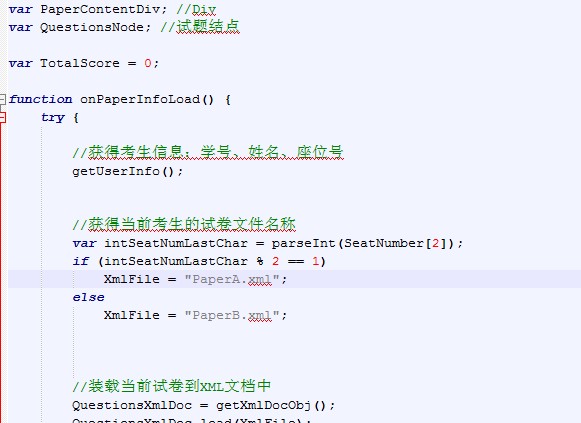 var PaperContentDiv; //Div
var QuestionsNode; //试题结点
var TotalScore = 0;
function onPaperInfoLoad() {
try {
//获得考生信息：学号、姓名、座位号
getUserInfo();
//获得当前考生的试卷文件名称
var intSeatNumLastChar = parseInt(SeatNumber[2]);
if (intSeatNumLastChar % 2 == 1)
XmlFile = "PaperA.xml";
else
XmlFile = "PaperB.xml";
//装载当前试卷到XML文档中
QuestionsXmlDoc = getXmlDocObj();
QuestionsXmlDoc.load(XmlFile);